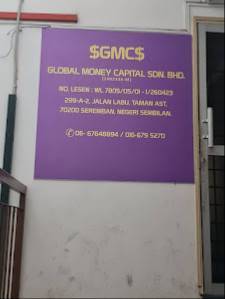 $GMC$
GLOBAL MONEY CAPITAL SDN. BHD.
NO. LESEN : WL 7805/05/01 - 1/260423
299-A-2, JALAN LABU, TAMAN AST,
70200 SEREMBAN, NEGERI SEMBILAN.
06- 67648894 / 016-679 5270